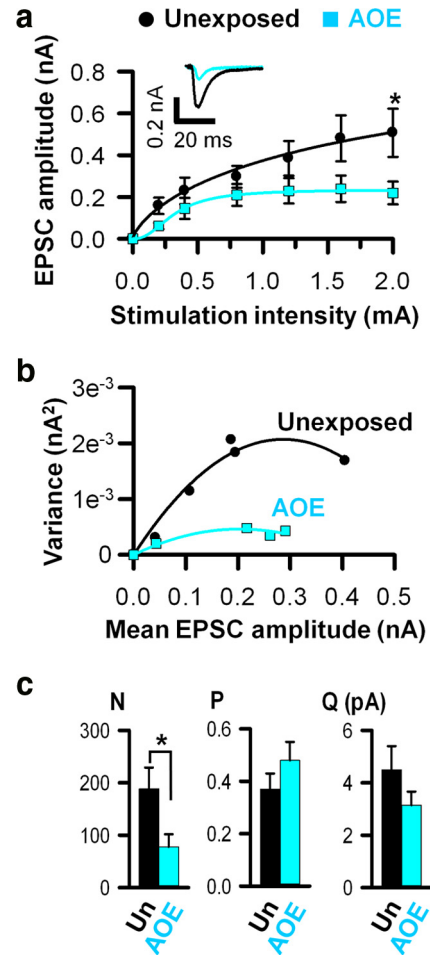 a
Unexposed AOE
EPSC amplitude (nA)
0.8
0.6
0.4
0.2
0.0
0.2 nA
20 ms
*
0.0 0.5 1.0 1.5 2.0
Stimulation intensity (mA)
b
Variance (nA²)
3e⁻³
2e⁻³
1e⁻³
0
Unexposed
AOE
0.0 0.1 0.2 0.3 0.4 0.5
Mean EPSC amplitude (nA)
c
N
300
200
100
0
*
Un
AOE
P
0.6
0.4
0.2
0.0
Un
AOE
Q (pA)
6
4
2
0
Un
AOE